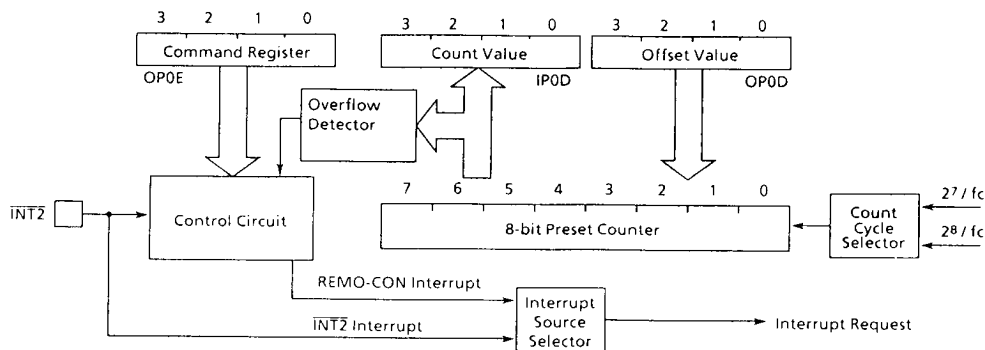 3 2 1 0
3 2 1 0
3 2 1 0
Command Register
Count Value
Offset Value
OP0E
IP0D
OP0D
Overflow
Detector
7 6 5 4 3 2 1 0
INT2
Control Circuit
8-bit Preset Counter
Count
Cycle
Selector
2⁷/fc
2⁸/fc
REMO-CON Interrupt
INT2 Interrupt
Interrupt
Source
Selector
Interrupt Request